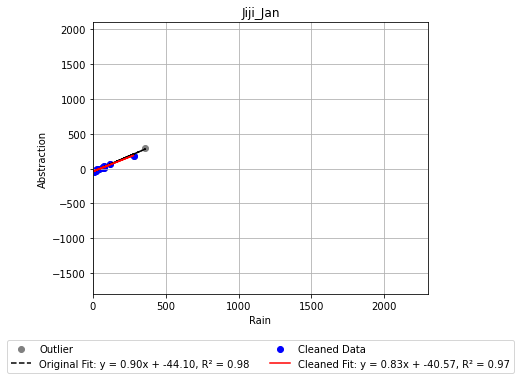 Jiji_Jan
2000
1500
1000
500
0
−500
−1000
−1500
Abstraction
0 500 1000 1500 2000
Rain
Outlier Cleaned Data
Original Fit: y = 0.90x + -44.10, R² = 0.98 Cleaned Fit: y = 0.83x + -40.57, R² = 0.97